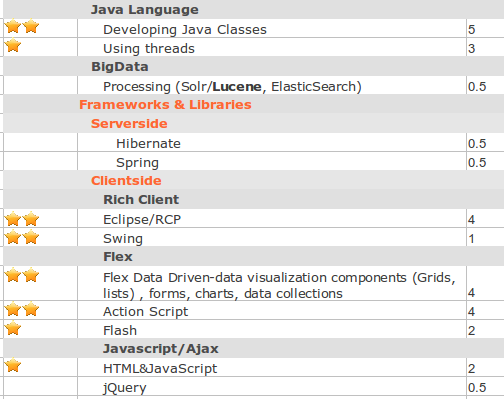 Java Language
Developing Java Classes 5
Using threads 3
BigData
Processing (Solr/Lucene, ElasticSearch) 0.5
Frameworks & Libraries
Serverside
Hibernate 0.5
Spring 0.5
Clientside
Rich Client
Eclipse/RCP 4
Swing 1
Flex
Flex Data Driven-data visualization components (Grids,
lists) , forms, charts, data collections 4
Action Script 4
Flash 2
Javascript/Ajax
HTML&JavaScript 2
jQuery 0.5